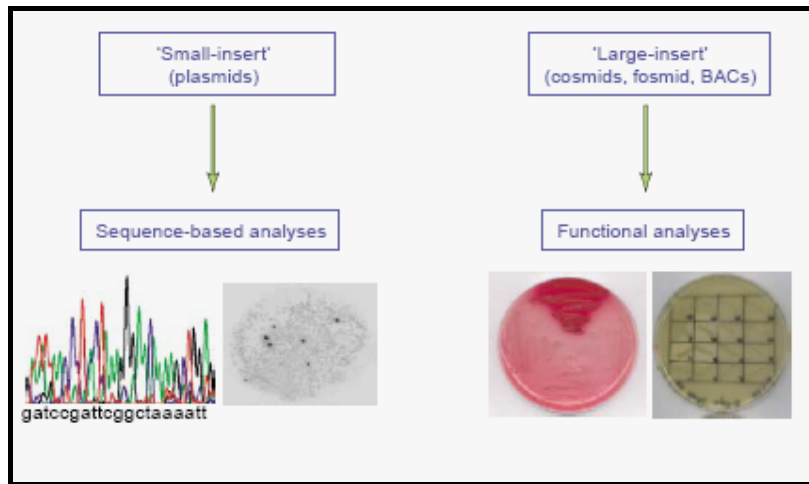 'Small-insert'
(plasmids)
'Large-insert'
(cosmids, fosmid, BACs)
Sequence-based analyses
Functional analyses
gatccgattcggctaaaatt